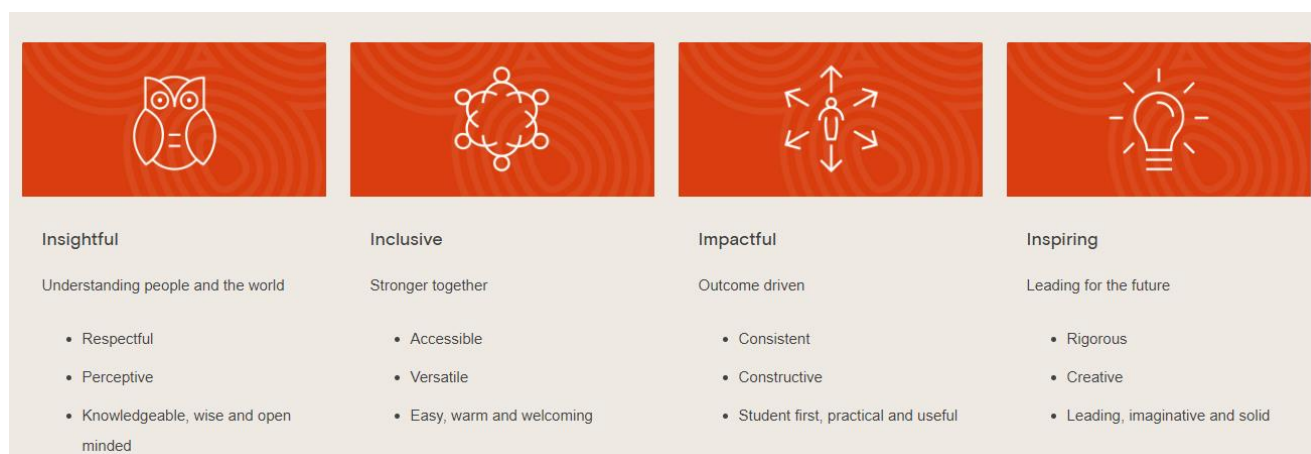 Insightful
Understanding people and the world
• Respectful
• Perceptive
• Knowledgeable, wise and open
minded
Inclusive
Stronger together
• Accessible
• Versatile
• Easy, warm and welcoming
Impactful
Outcome driven
• Consistent
• Constructive
• Student first, practical and useful
Inspiring
Leading for the future
• Rigorous
• Creative
• Leading, imaginative and solid